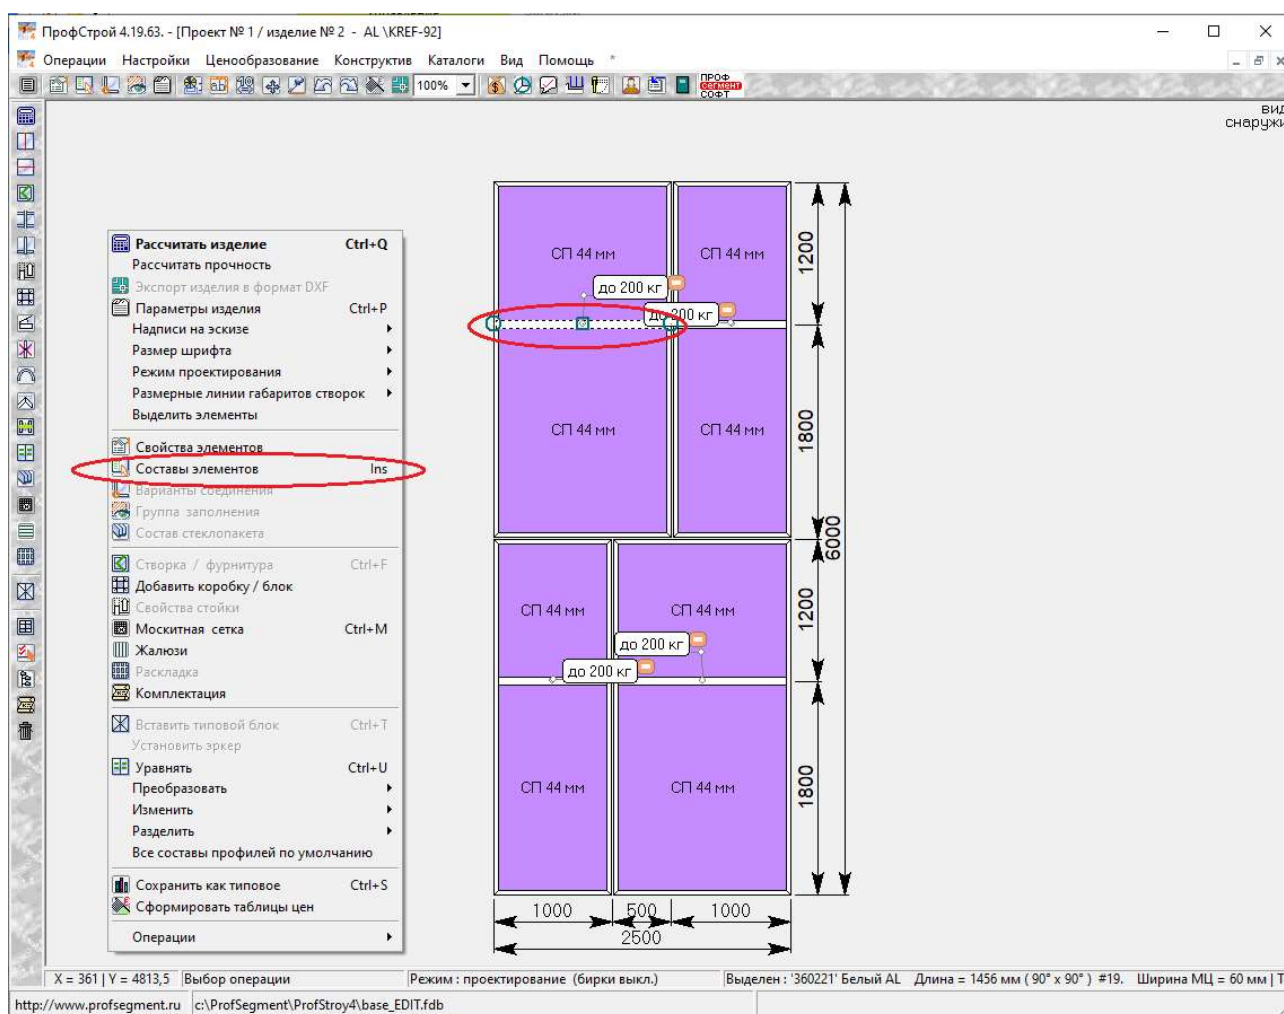 ПрофСтрой 4.19.63. - [Проект № 1 / изделие № 2 - AL \KREF-92]
Операции Настройки Ценообразование Конструктив Каталоги Вид Помощь *
100% ПРОФ СЕГМЕНТ СОФТ
вид
снаружи
Рассчитать изделие Ctrl+Q
Рассчитать прочность
Экспорт изделия в формат DXF
Параметры изделия Ctrl+P
Надписи на эскизе
Размер шрифта
Режим проектирования
Размерные линии габаритов створок
Выделить элементы
Свойства элементов
Составы элементов Ins
Варианты соединения
Группа заполнения
Состав стеклопакета
Створка / фурнитура Ctrl+F
Добавить коробку / блок
Свойства стойки
Москитная сетка Ctrl+M
Жалюзи
Раскладка
Комплектация
Вставить типовой блок Ctrl+T
Установить эркер
Уравнять Ctrl+U
Преобразовать
Изменить
Разделить
Все составы профилей по умолчанию
Сохранить как типовое Ctrl+S
Сформировать таблицы цен
Операции
СП 44 мм СП 44 мм
1200
до 200 кг
до 200 кг
СП 44 мм СП 44 мм
1800
6000
СП 44 мм СП 44 мм
1200
до 200 кг
до 200 кг
СП 44 мм СП 44 мм
1800
1000 500 1000
2500
X = 361 | Y = 4813,5 Выбор операции Режим : проектирование (бирки выкл.) Выделен : '360221' Белый AL Длина = 1456 мм ( 90° x 90° ) #19, Ширина МЦ = 60 мм | Т
http://www.profsegment.ru c:\ProfSegment\ProfStroy4\base_EDIT.fdb